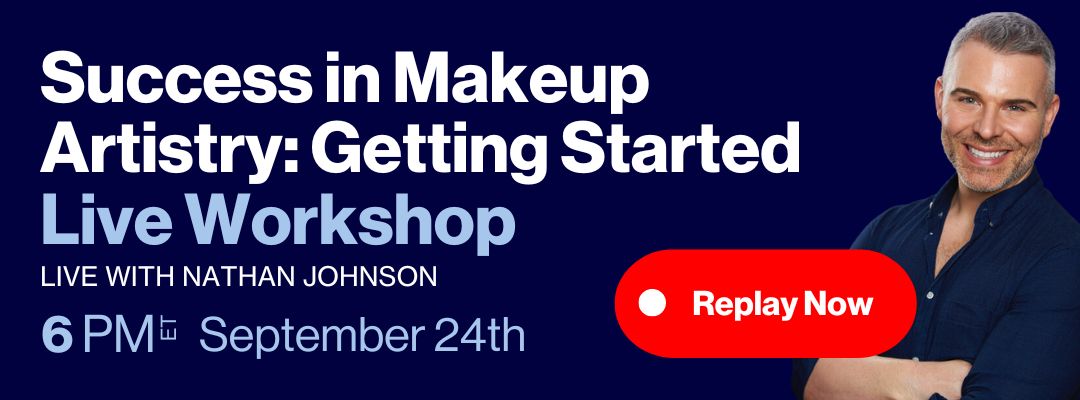 Success in Makeup
Artistry: Getting Started
Live Workshop
LIVE WITH NATHAN JOHNSON
6 PM ET September 24th
Replay Now